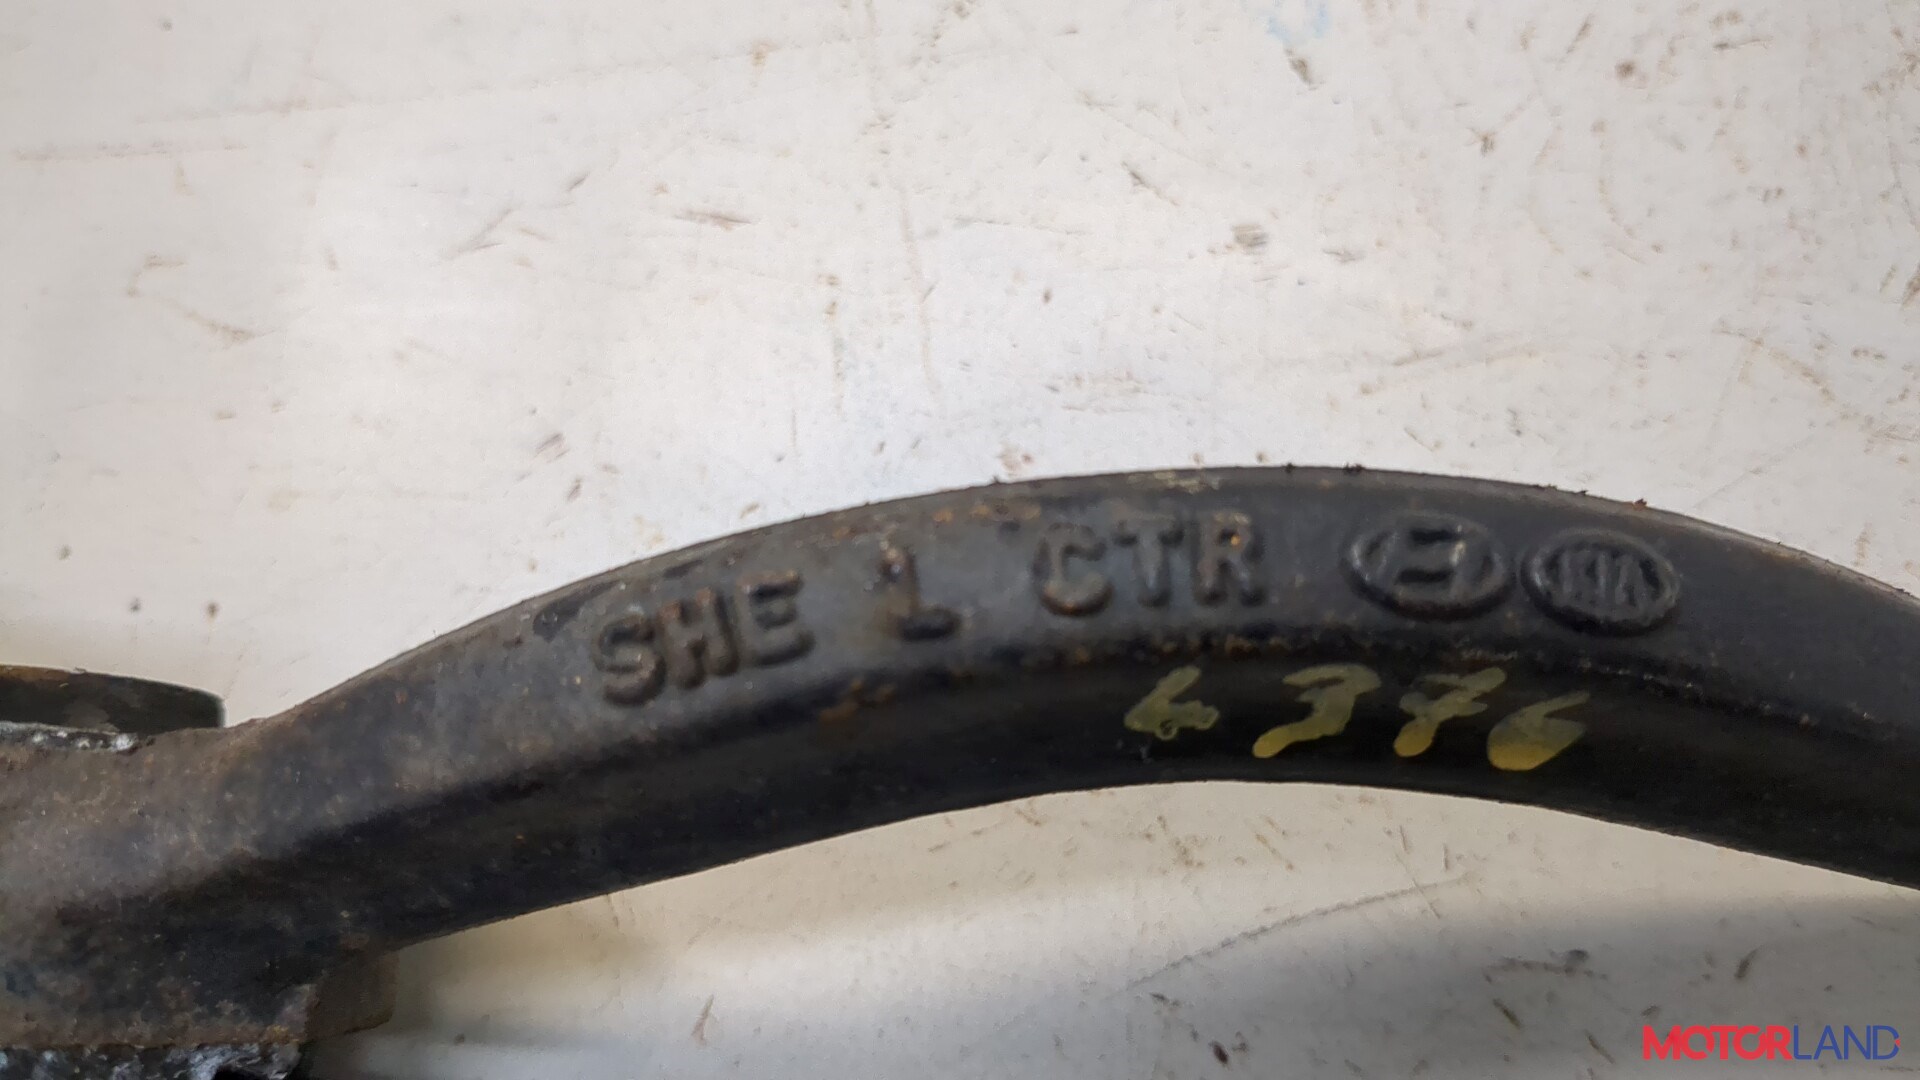 SHE L CTR KIA
4376
MOTORLAND